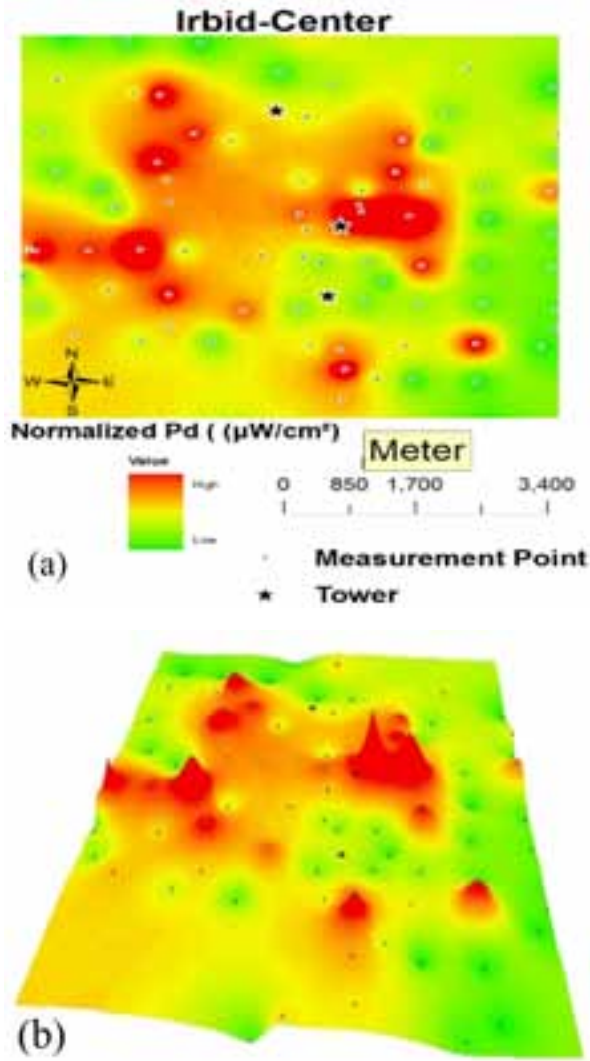 Irbid-Center
N
W E
S
Normalized Pd ( (µW/cm²)
Meter
Value
High
Low
0 850 1,700 3,400
Measurement Point
Tower
(a)
(b)